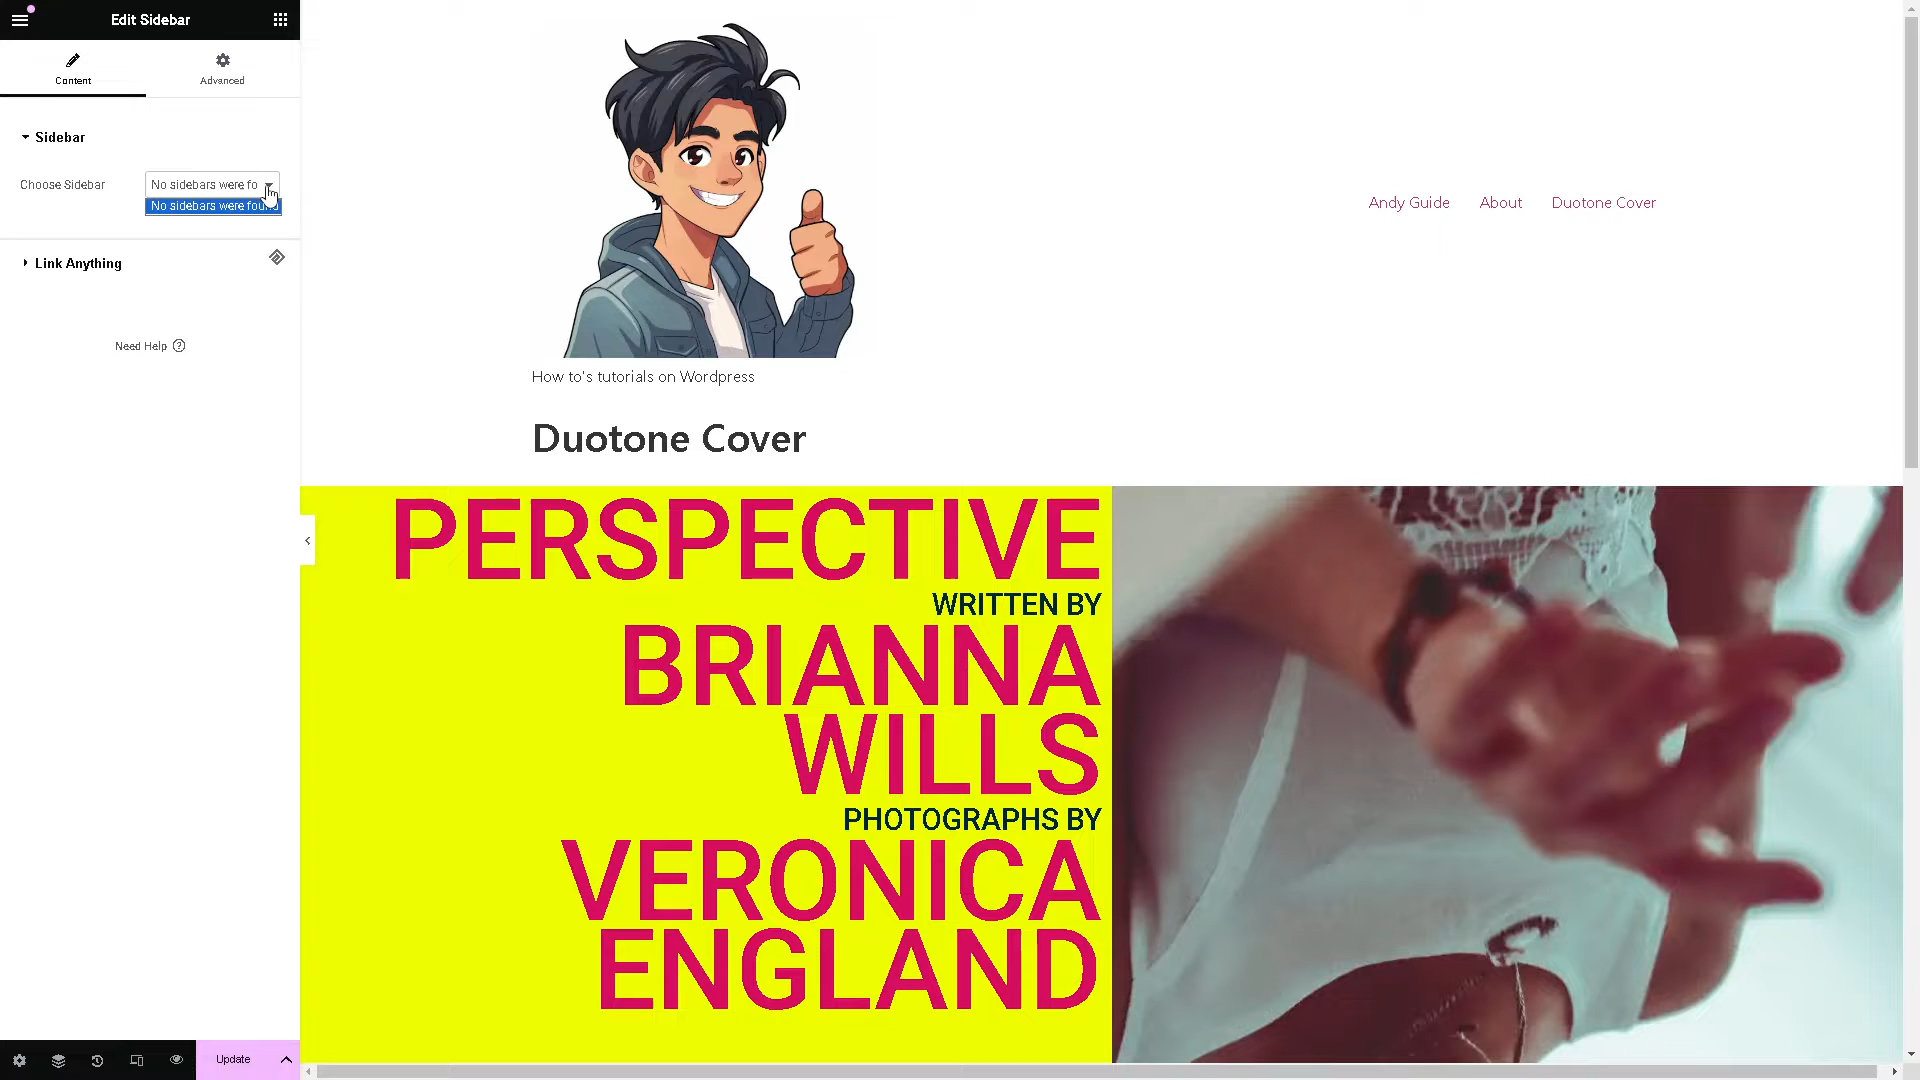 Edit Sidebar
Content
Advanced
Sidebar
Choose Sidebar
No sidebars were fo
No sidebars were foun
Link Anything
Need Help
Update
Andy Guide
About
Duotone Cover
How to's tutorials on Wordpress
Duotone Cover
PERSPECTIVE
WRITTEN BY
BRIANNA
WILLS
PHOTOGRAPHS BY
VERONICA
ENGLAND